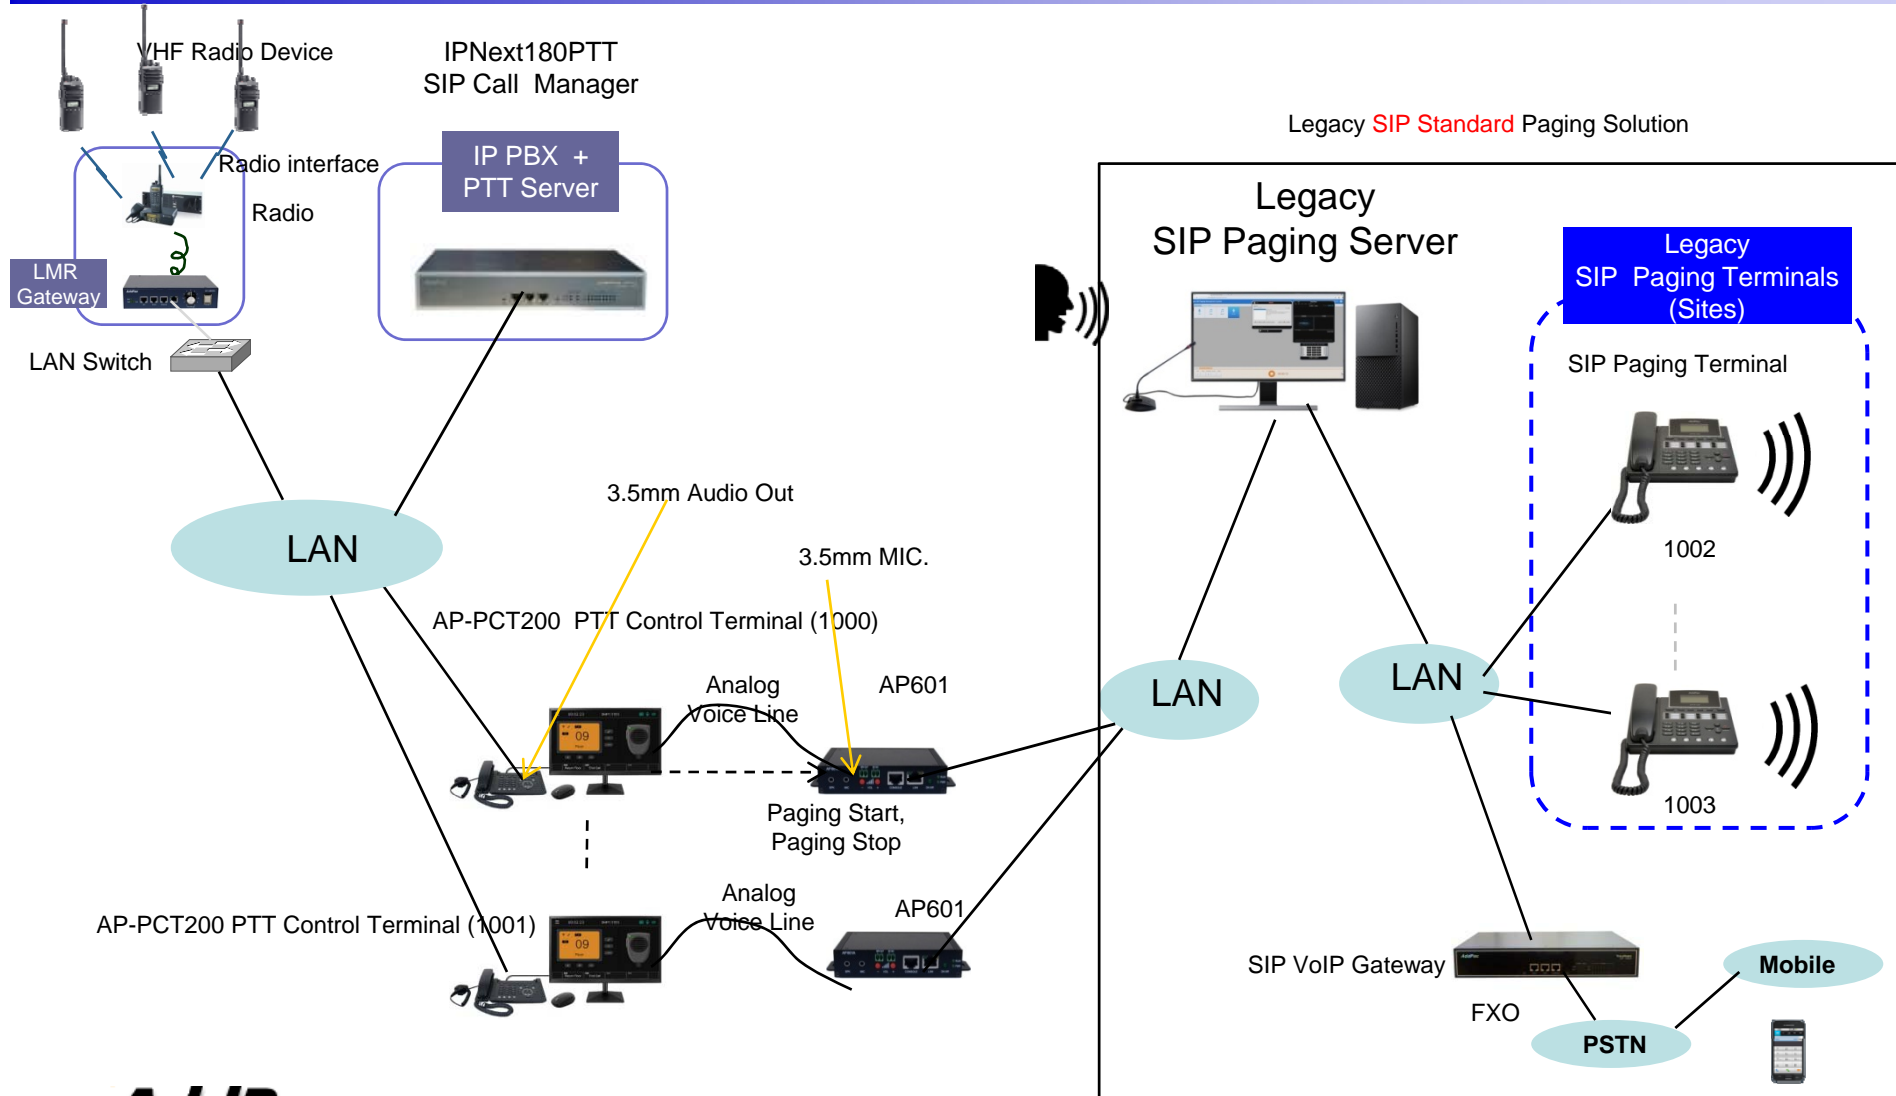 VHF Radio Device
IPNext180PTT
SIP Call Manager
Legacy SIP Standard Paging Solution
Radio interface
IP PBX +
PTT Server
Radio
LMR
Gateway
LAN Switch
Legacy
SIP Paging Server
Legacy
SIP Paging Terminals
(Sites)
SIP Paging Terminal
3.5mm Audio Out
LAN
3.5mm MIC.
1002
AP-PCT200 PTT Control Terminal (1000)
Analog
Voice Line
AP601
LAN
LAN
09
Paging Start,
Paging Stop
1003
AP-PCT200 PTT Control Terminal (1001)
Analog
Voice Line
AP601
09
SIP VoIP Gateway
Mobile
FXO
PSTN